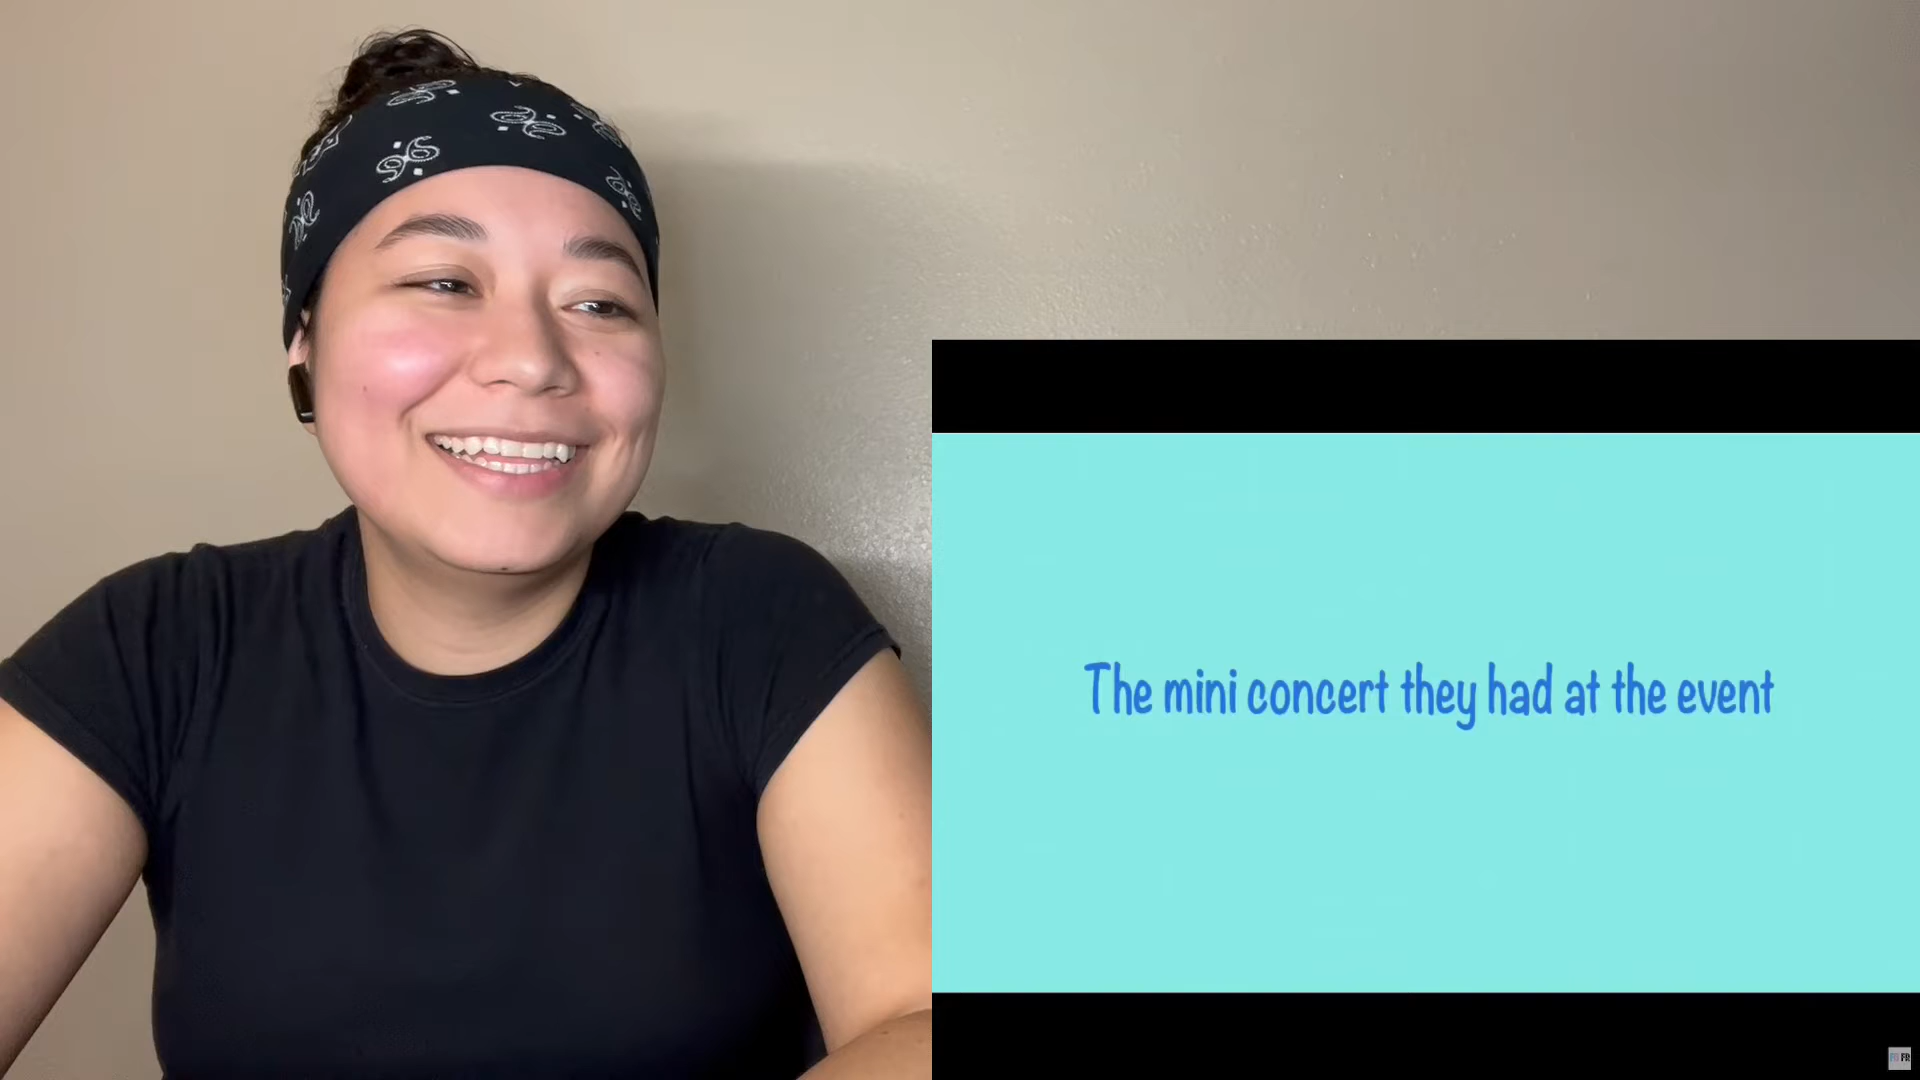 The mini concert they had at the event